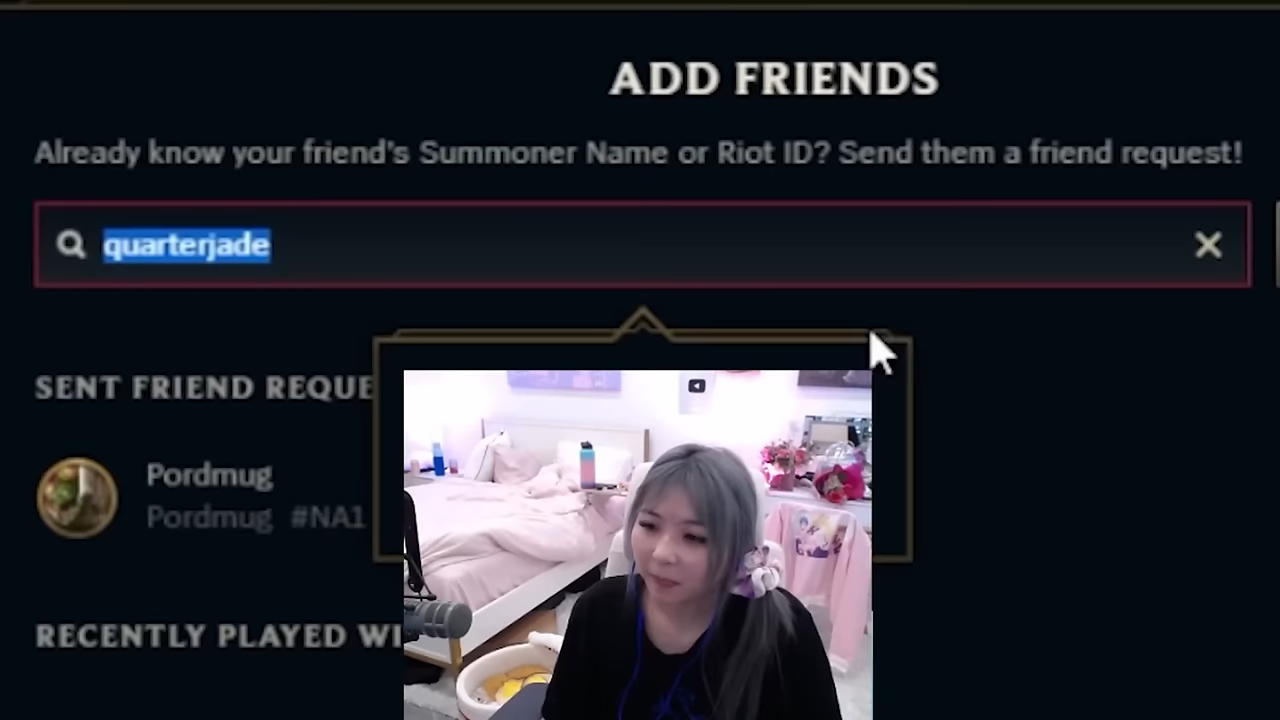 ADD FRIENDS
Already know your friend's Summoner Name or Riot ID? Send them a friend request!
quarterjade
SENT FRIEND REQUE
Pordmug
Pordmug #NA1
RECENTLY PLAYED WI